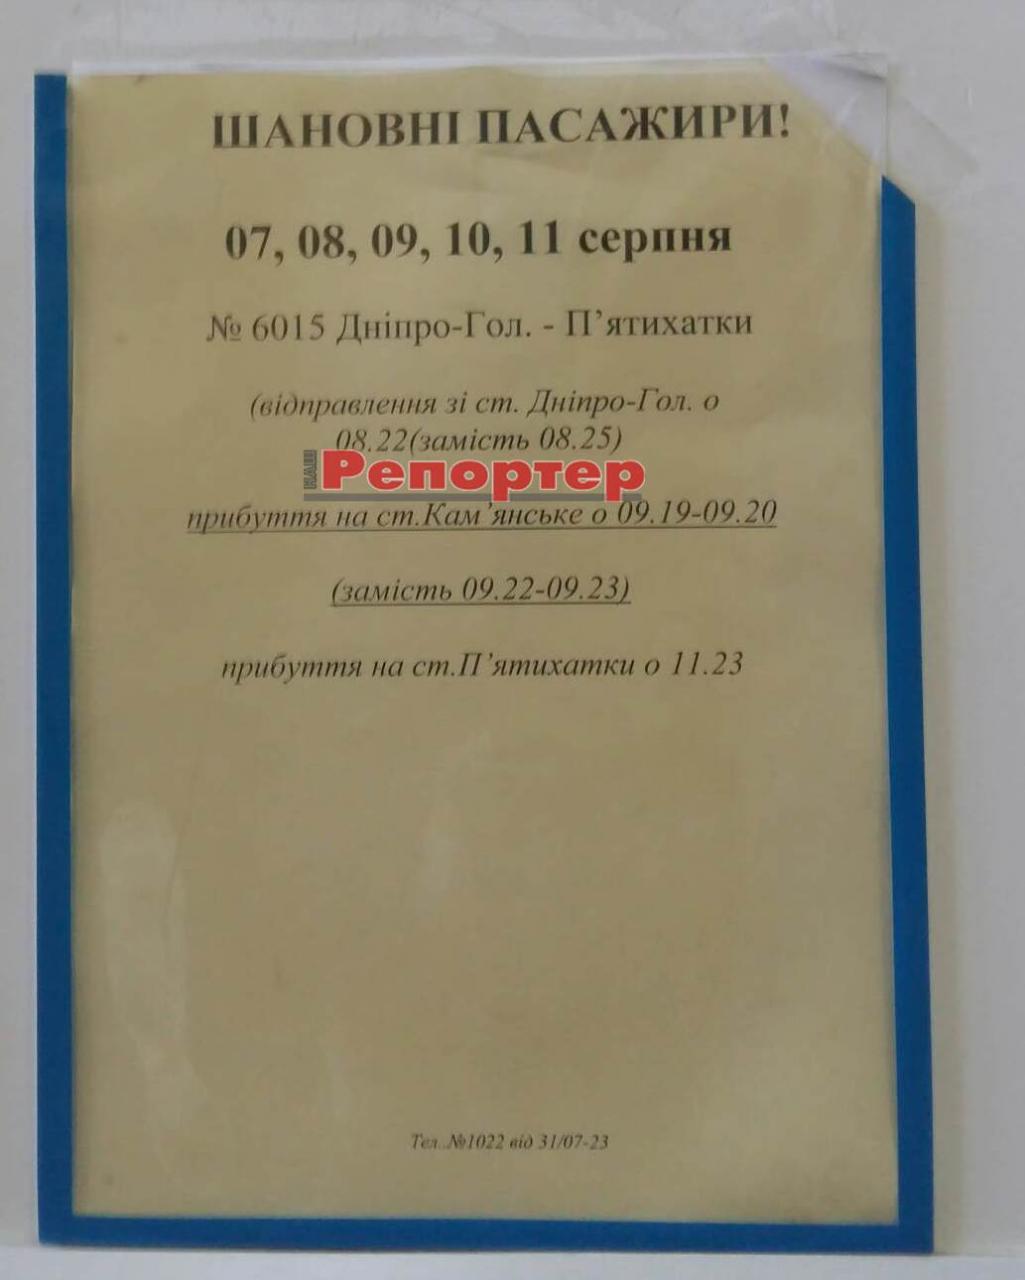 ШАНОВНІ ПАСАЖИРИ!
07, 08, 09, 10, 11 серпня
№ 6015 Дніпро-Гол. - П’ятихатки
(відправлення зі ст. Дніпро-Гол. о
08.22(замість 08.25)
НАШ Репортер
прибуття на ст.Кам’янське о 09.19-09.20
(замість 09.22-09.23)
прибуття на ст.П’ятихатки о 11.23
Тел..№1022 від 31/07-23